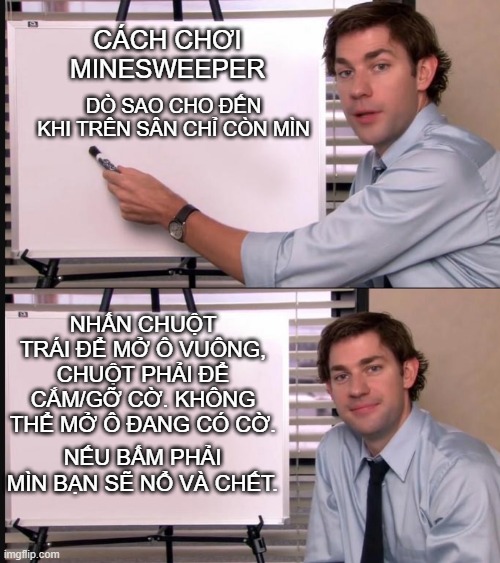 CÁCH CHƠI
MINESWEEPER
DÒ SAO CHO ĐẾN
KHI TRÊN SÂN CHỈ CÒN MÌN
NHẤN CHUỘT
TRÁI ĐỂ MỞ Ô VUÔNG,
CHUỘT PHẢI ĐỂ
CẮM/GỠ CỜ. KHÔNG
THỂ MỞ Ô ĐANG CÓ CỜ.
NẾU BẤM PHẢI
MÌN BẠN SẼ NỔ VÀ CHẾT.
imgflip.com